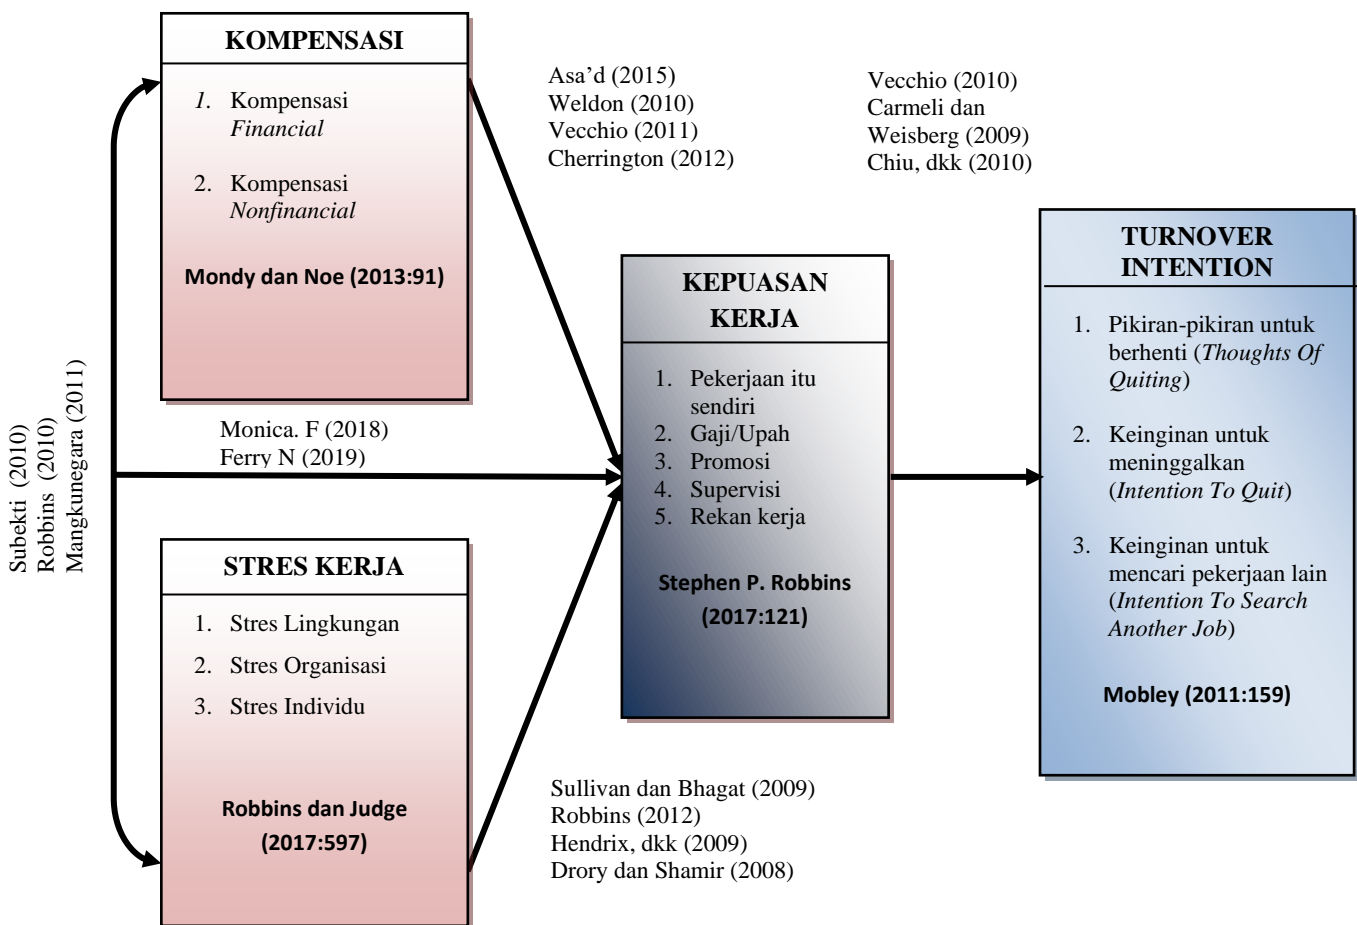 KOMPENSASI
1. Kompensasi
Financial
2. Kompensasi
Nonfinancial
Mondy dan Noe (2013:91)
Asa’d (2015)
Weldon (2010)
Vecchio (2011)
Cherrington (2012)
Vecchio (2010)
Carmeli dan
Weisberg (2009)
Chiu, dkk (2010)
Subekti (2010)
Robbins (2010)
Mangkunegara (2011)
Monica. F (2018)
Ferry N (2019)
KEPUASAN
KERJA
1. Pekerjaan itu
sendiri
2. Gaji/Upah
3. Promosi
4. Supervisi
5. Rekan kerja
Stephen P. Robbins
(2017:121)
TURNOVER
INTENTION
1. Pikiran-pikiran untuk
berhenti (Thoughts Of
Quiting)
2. Keinginan untuk
meninggalkan
(Intention To Quit)
3. Keinginan untuk
mencari pekerjaan lain
(Intention To Search
Another Job)
Mobley (2011:159)
STRES KERJA
1. Stres Lingkungan
2. Stres Organisasi
3. Stres Individu
Robbins dan Judge
(2017:597)
Sullivan dan Bhagat (2009)
Robbins (2012)
Hendrix, dkk (2009)
Drory dan Shamir (2008)